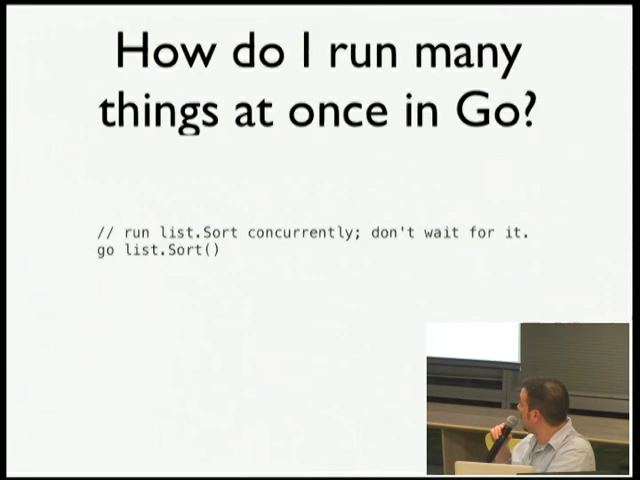 How do I run many
things at once in Go?
// run list.Sort concurrently; don't wait for it.
go list.Sort()